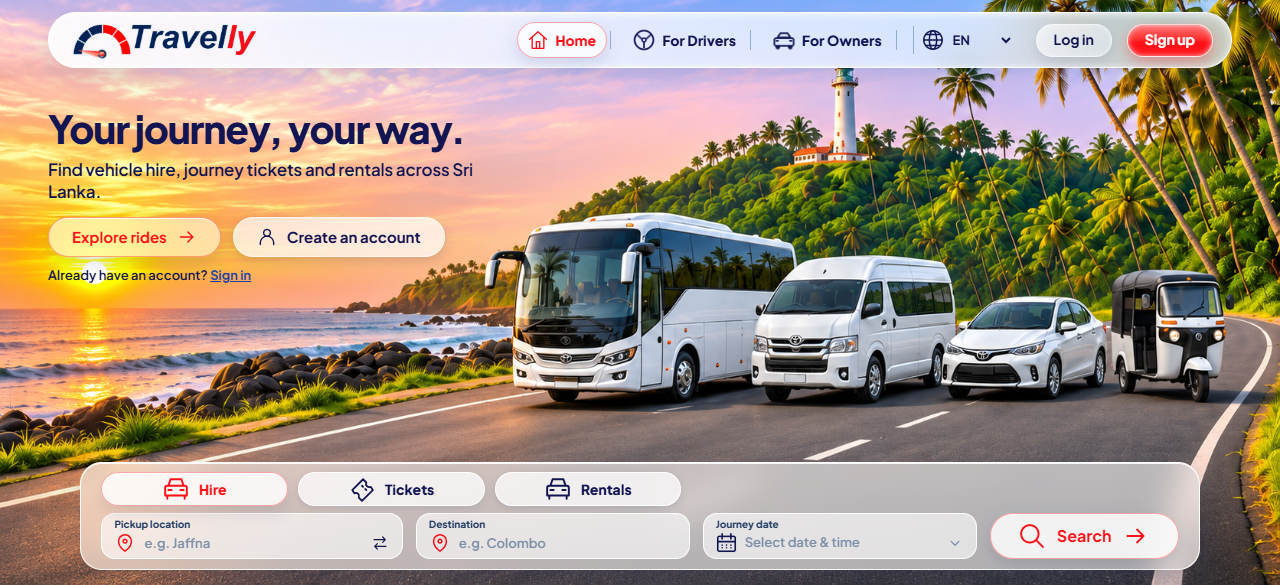 Travelly
Home
For Drivers
For Owners
EN
Log in
Sign up
Your journey, your way.
Find vehicle hire, journey tickets and rentals across Sri
Lanka.
Explore rides
Create an account
Already have an account? Sign in
Hire
Tickets
Rentals
Pickup location
e.g. Jaffna
Destination
e.g. Colombo
Journey date
Select date & time
Search